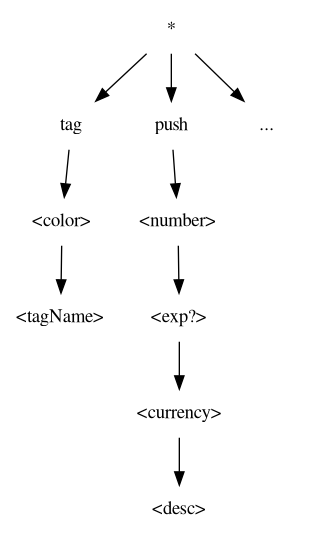 *
tag push ...
<color> <number>
<tagName> <exp?>
<currency>
<desc>